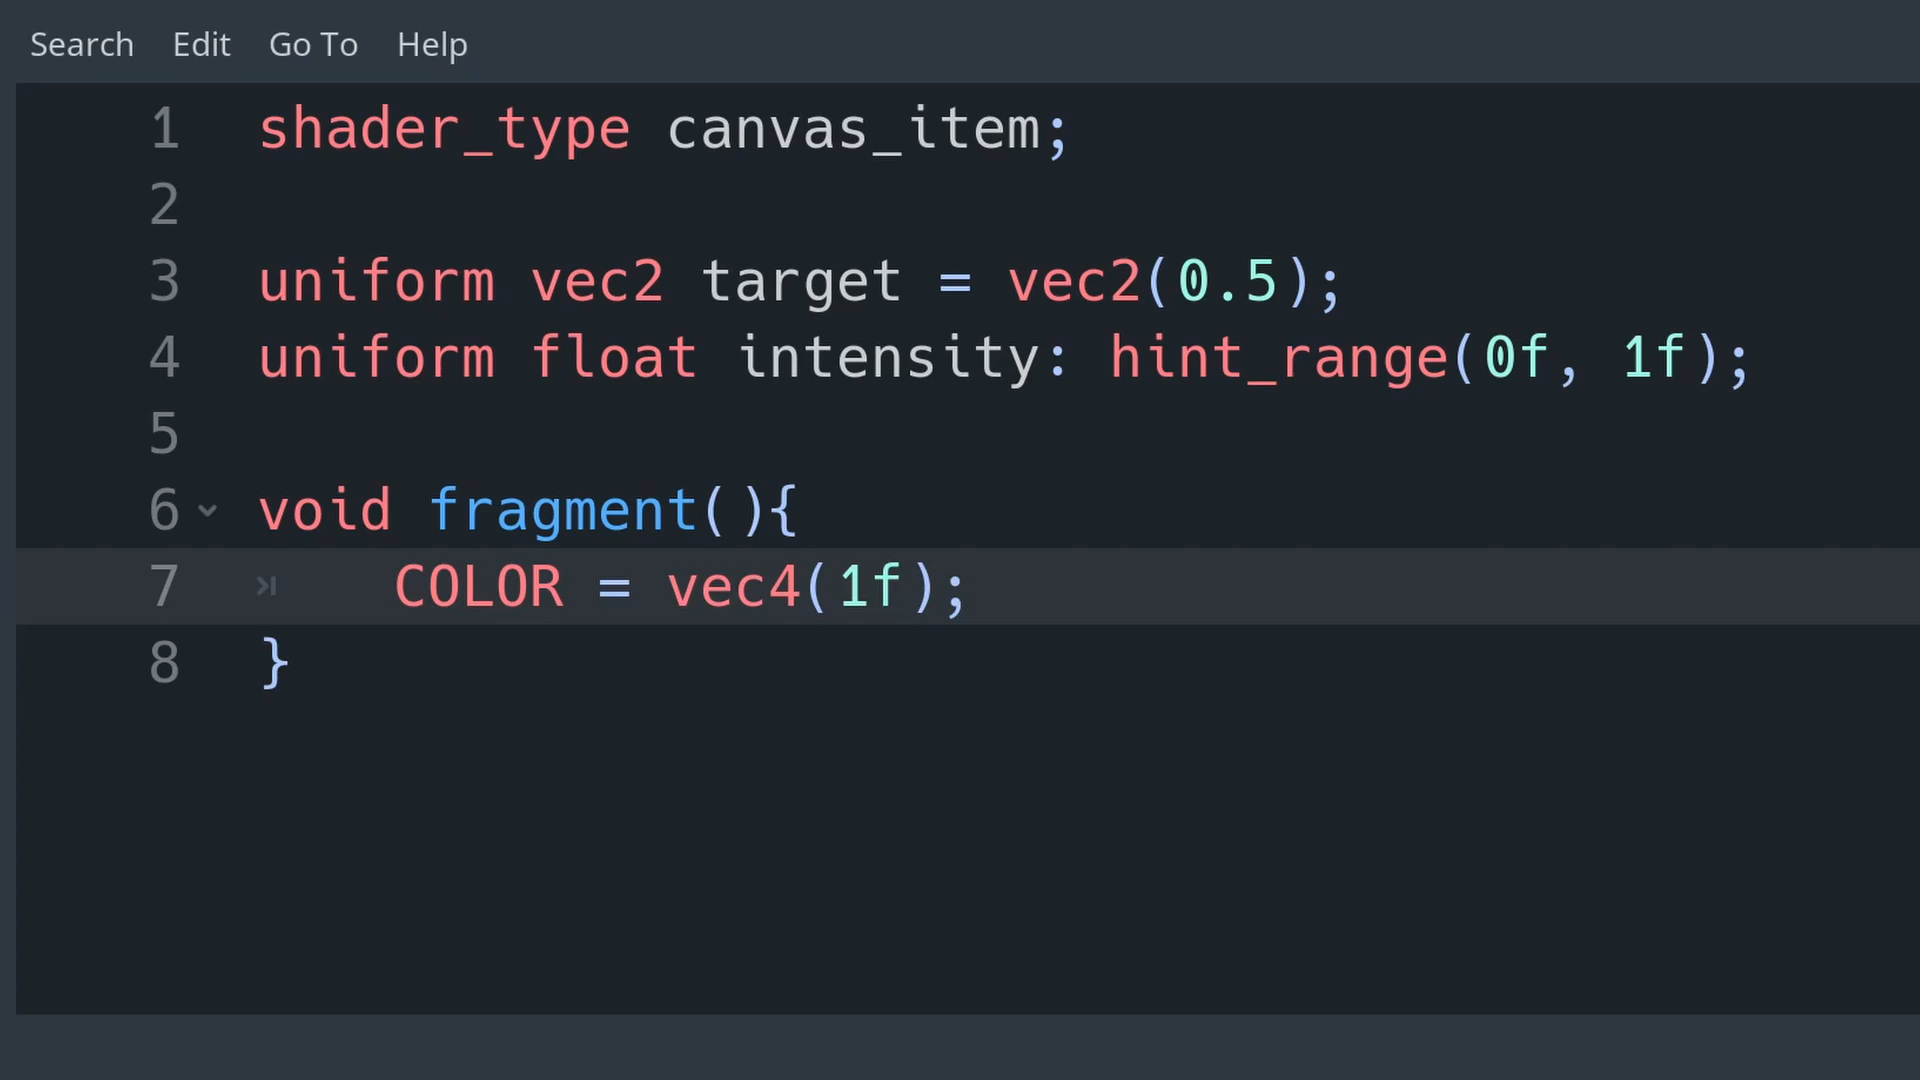 Search Edit Go To Help
1 shader_type canvas_item;
2
3 uniform vec2 target = vec2(0.5);
4 uniform float intensity: hint_range(0f, 1f);
5
6 void fragment(){
7 COLOR = vec4(1f);
8 }